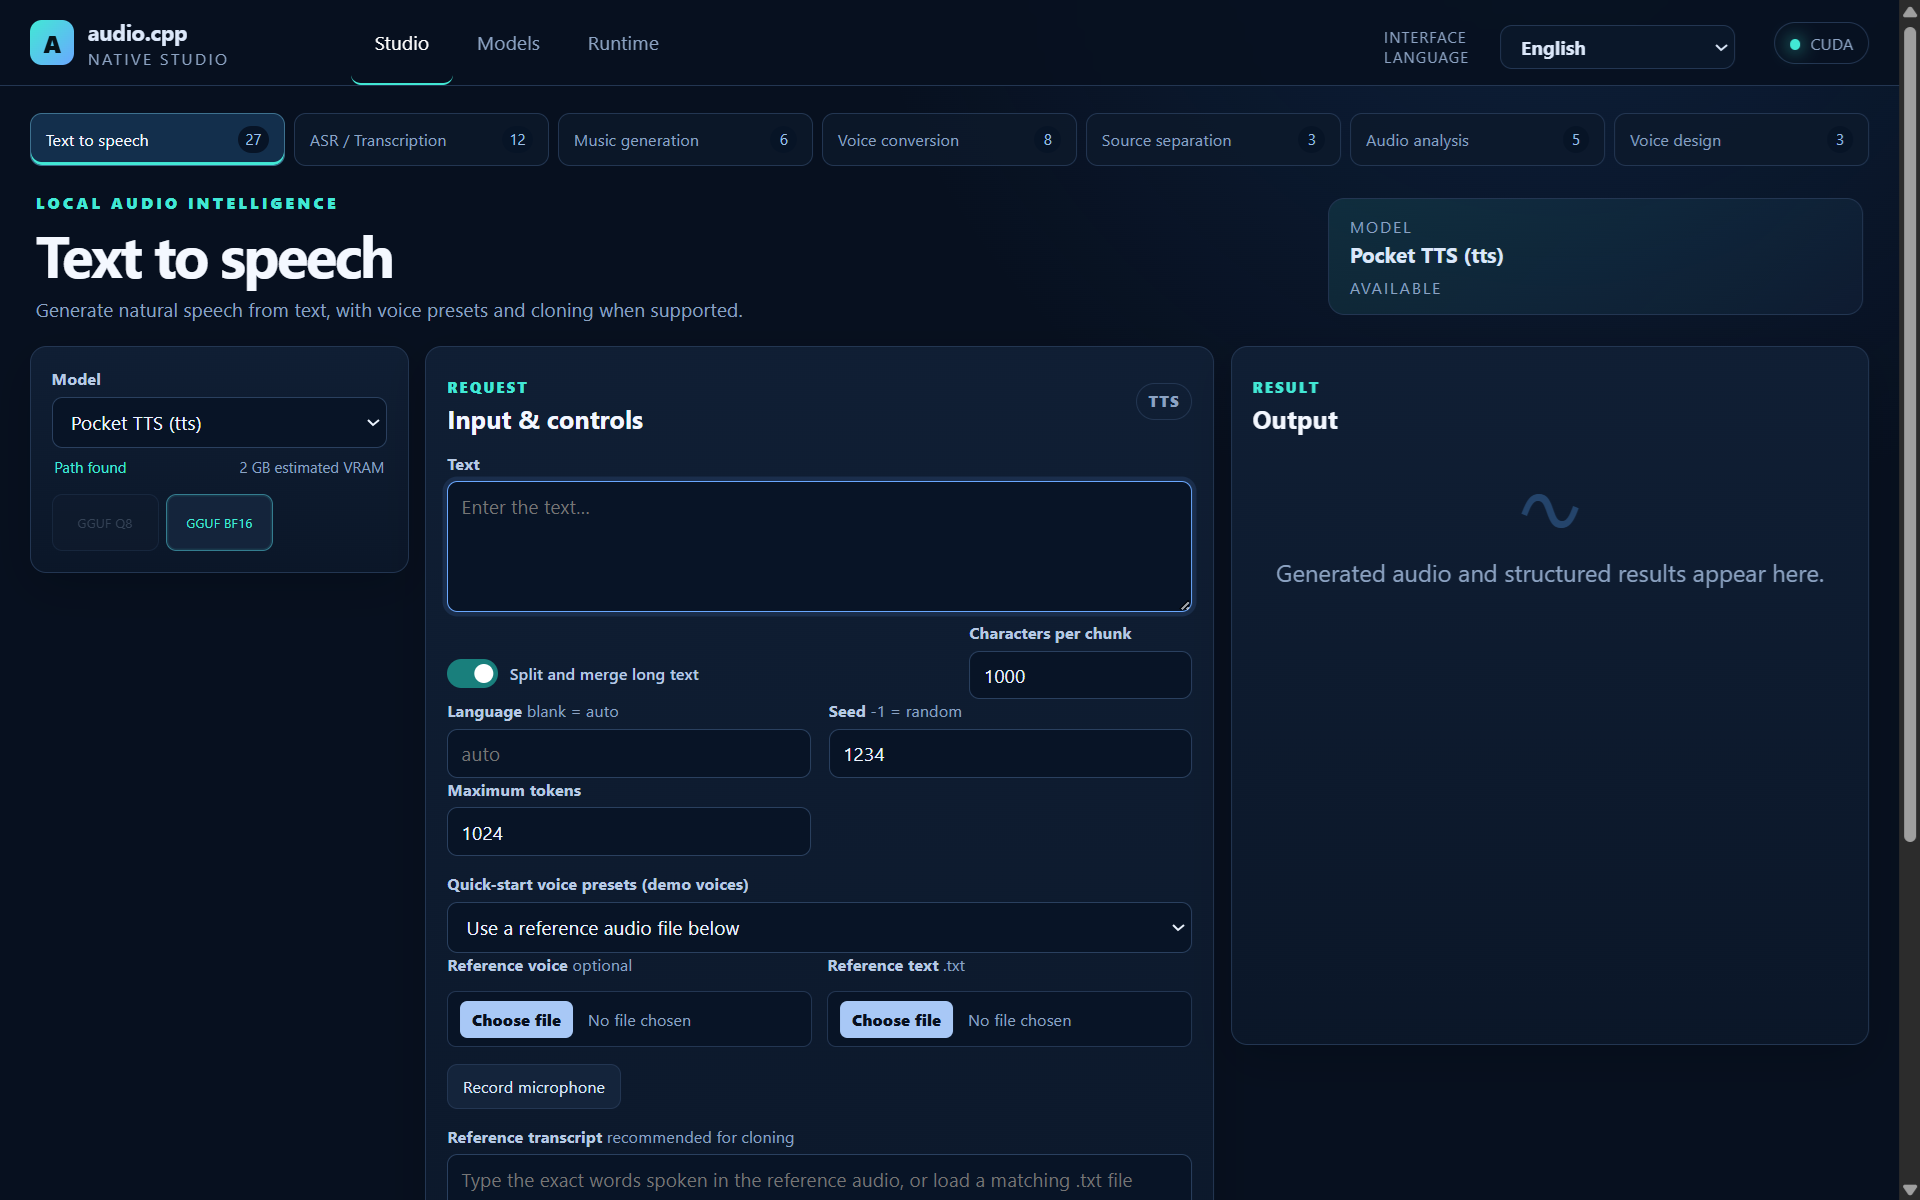 A
audio.cpp
NATIVE STUDIO
Studio
Models
Runtime
INTERFACE
LANGUAGE
English
CUDA
Text to speech 27
ASR / Transcription 12
Music generation 6
Voice conversion 8
Source separation 3
Audio analysis 5
Voice design 3
LOCAL AUDIO INTELLIGENCE
Text to speech
Generate natural speech from text, with voice presets and cloning when supported.
MODEL
Pocket TTS (tts)
AVAILABLE
Model
Pocket TTS (tts)
Path found
2 GB estimated VRAM
GGUF Q8
GGUF BF16
REQUEST
Input & controls
TTS
Text
Enter the text...
Split and merge long text
Characters per chunk
1000
Language blank = auto
auto
Seed -1 = random
1234
Maximum tokens
1024
Quick-start voice presets (demo voices)
Use a reference audio file below
Reference voice optional
Choose file No file chosen
Reference text .txt
Choose file No file chosen
Record microphone
Reference transcript recommended for cloning
Type the exact words spoken in the reference audio, or load a matching .txt file
RESULT
Output
Generated audio and structured results appear here.